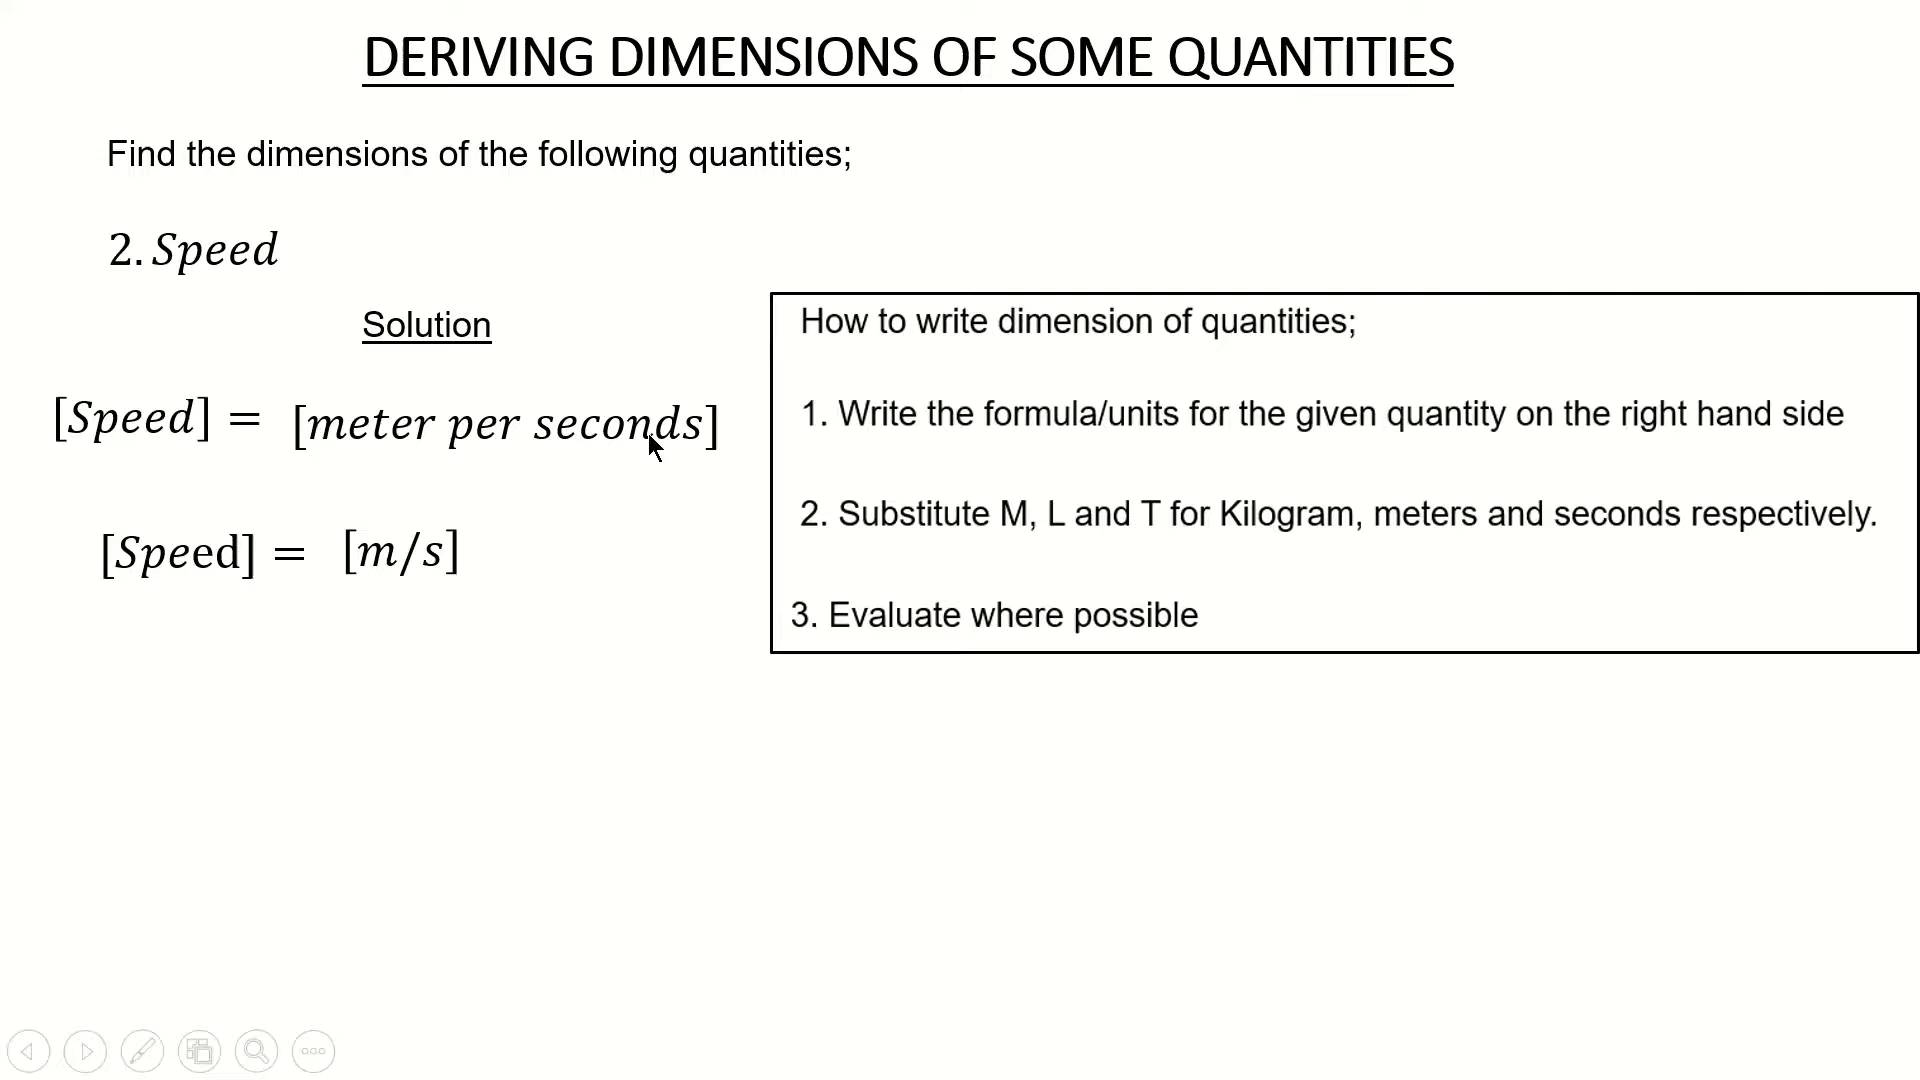 DERIVING DIMENSIONS OF SOME QUANTITIES
Find the dimensions of the following quantities;
2. Speed
Solution
[Speed] = [meter per seconds]
[Speed] = [m/s]
How to write dimension of quantities;
1. Write the formula/units for the given quantity on the right hand side
2. Substitute M, L and T for Kilogram, meters and seconds respectively.
3. Evaluate where possible